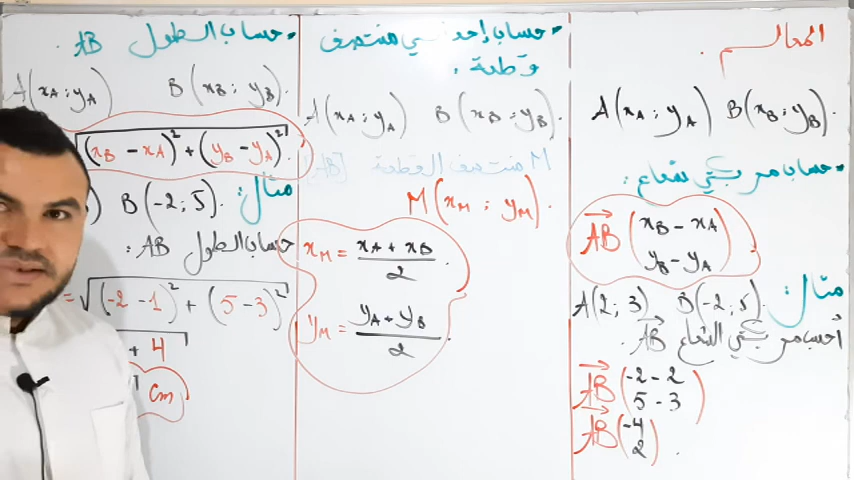 المعالم.
A(xA ; yA) B(xB ; yB).
• حساب مركبتي شعاع:
AB (xB - xA
yB - yA)
مثال:
A(2; 3) B(-2; 5).
أحسب مركبتي الشعاع AB.
AB (-2 - 2
5 - 3)
AB (-4
2).
• حساب إحداثيي منتصف
قطعة.
A(xA ; yA) B(xB ; yB).
M منتصف القطعة [AB]
M(xM ; yM).
xM = xA + xB / 2.
yM = yA + yB / 2.
• حساب الطول AB.
A(xA ; yA) B(xB ; yB).
√(xB - xA)² + (yB - yA)².
مثال:
) B(-2; 5).
حساب الطول AB:
= √(-2 - 1)² + (5 - 3)²
+ 4
cm